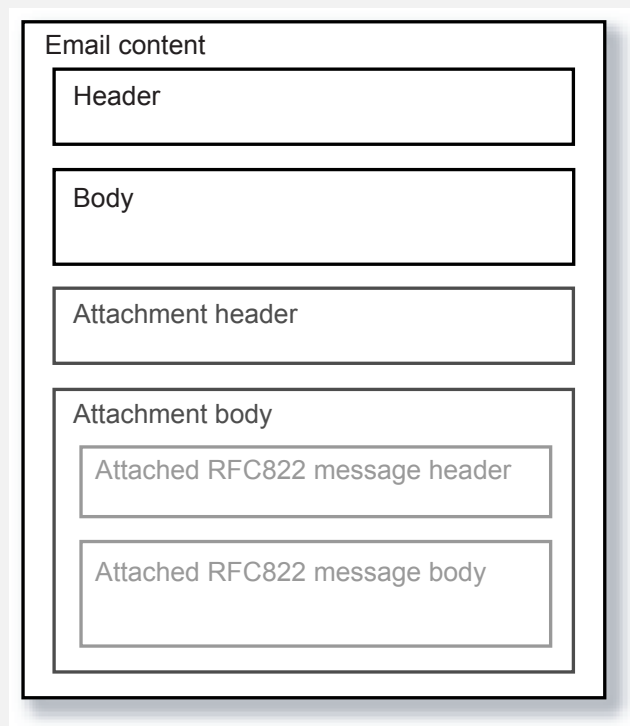 Email content
Header
Body
Attachment header
Attachment body
Attached RFC822 message header
Attached RFC822 message body